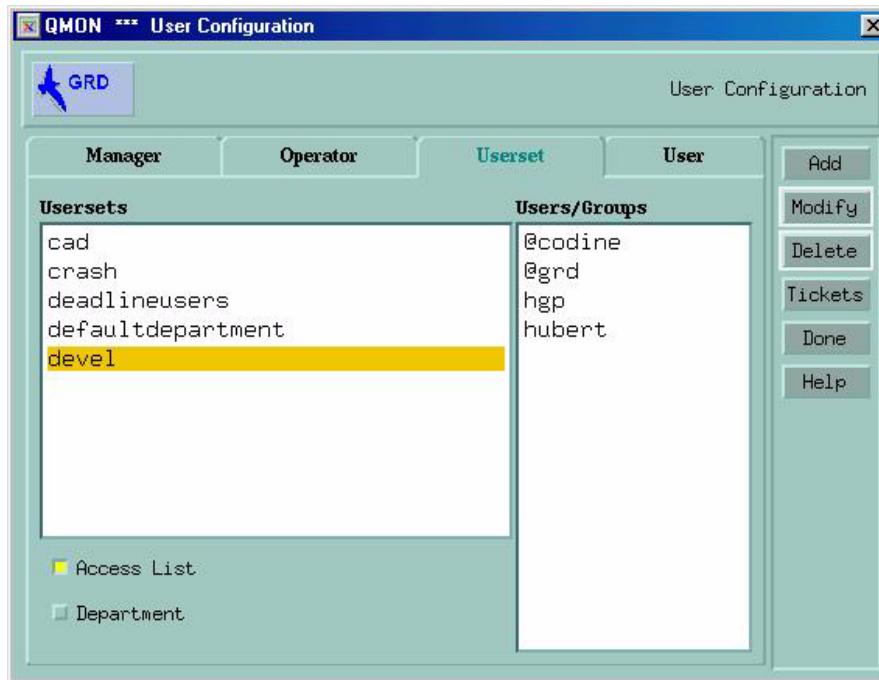 QMON *** User Configuration
GRD
User Configuration
Manager Operator Userset User
Usersets
cad
crash
deadlineusers
defaultdepartment
devel
Access List
Department
Users/Groups
@codine
@grd
hgp
hubert
Add
Modify
Delete
Tickets
Done
Help